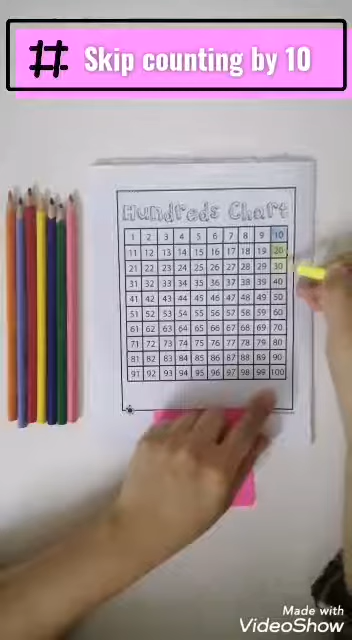 # Skip counting by 10
Hundreds Chart
1 2 3 4 5 6 7 8 9 10
11 12 13 14 15 16 17 18 19 20
21 22 23 24 25 26 27 28 29 30
31 32 33 34 35 36 37 38 39 40
41 42 43 44 45 46 47 48 49 50
51 52 53 54 55 56 57 58 59 60
61 62 63 64 65 66 67 68 69 70
71 72 73 74 75 76 77 78 79 80
81 82 83 84 85 86 87 88 89 90
91 92 93 94 95 96 97 98 99 100
Made with
VideoShow